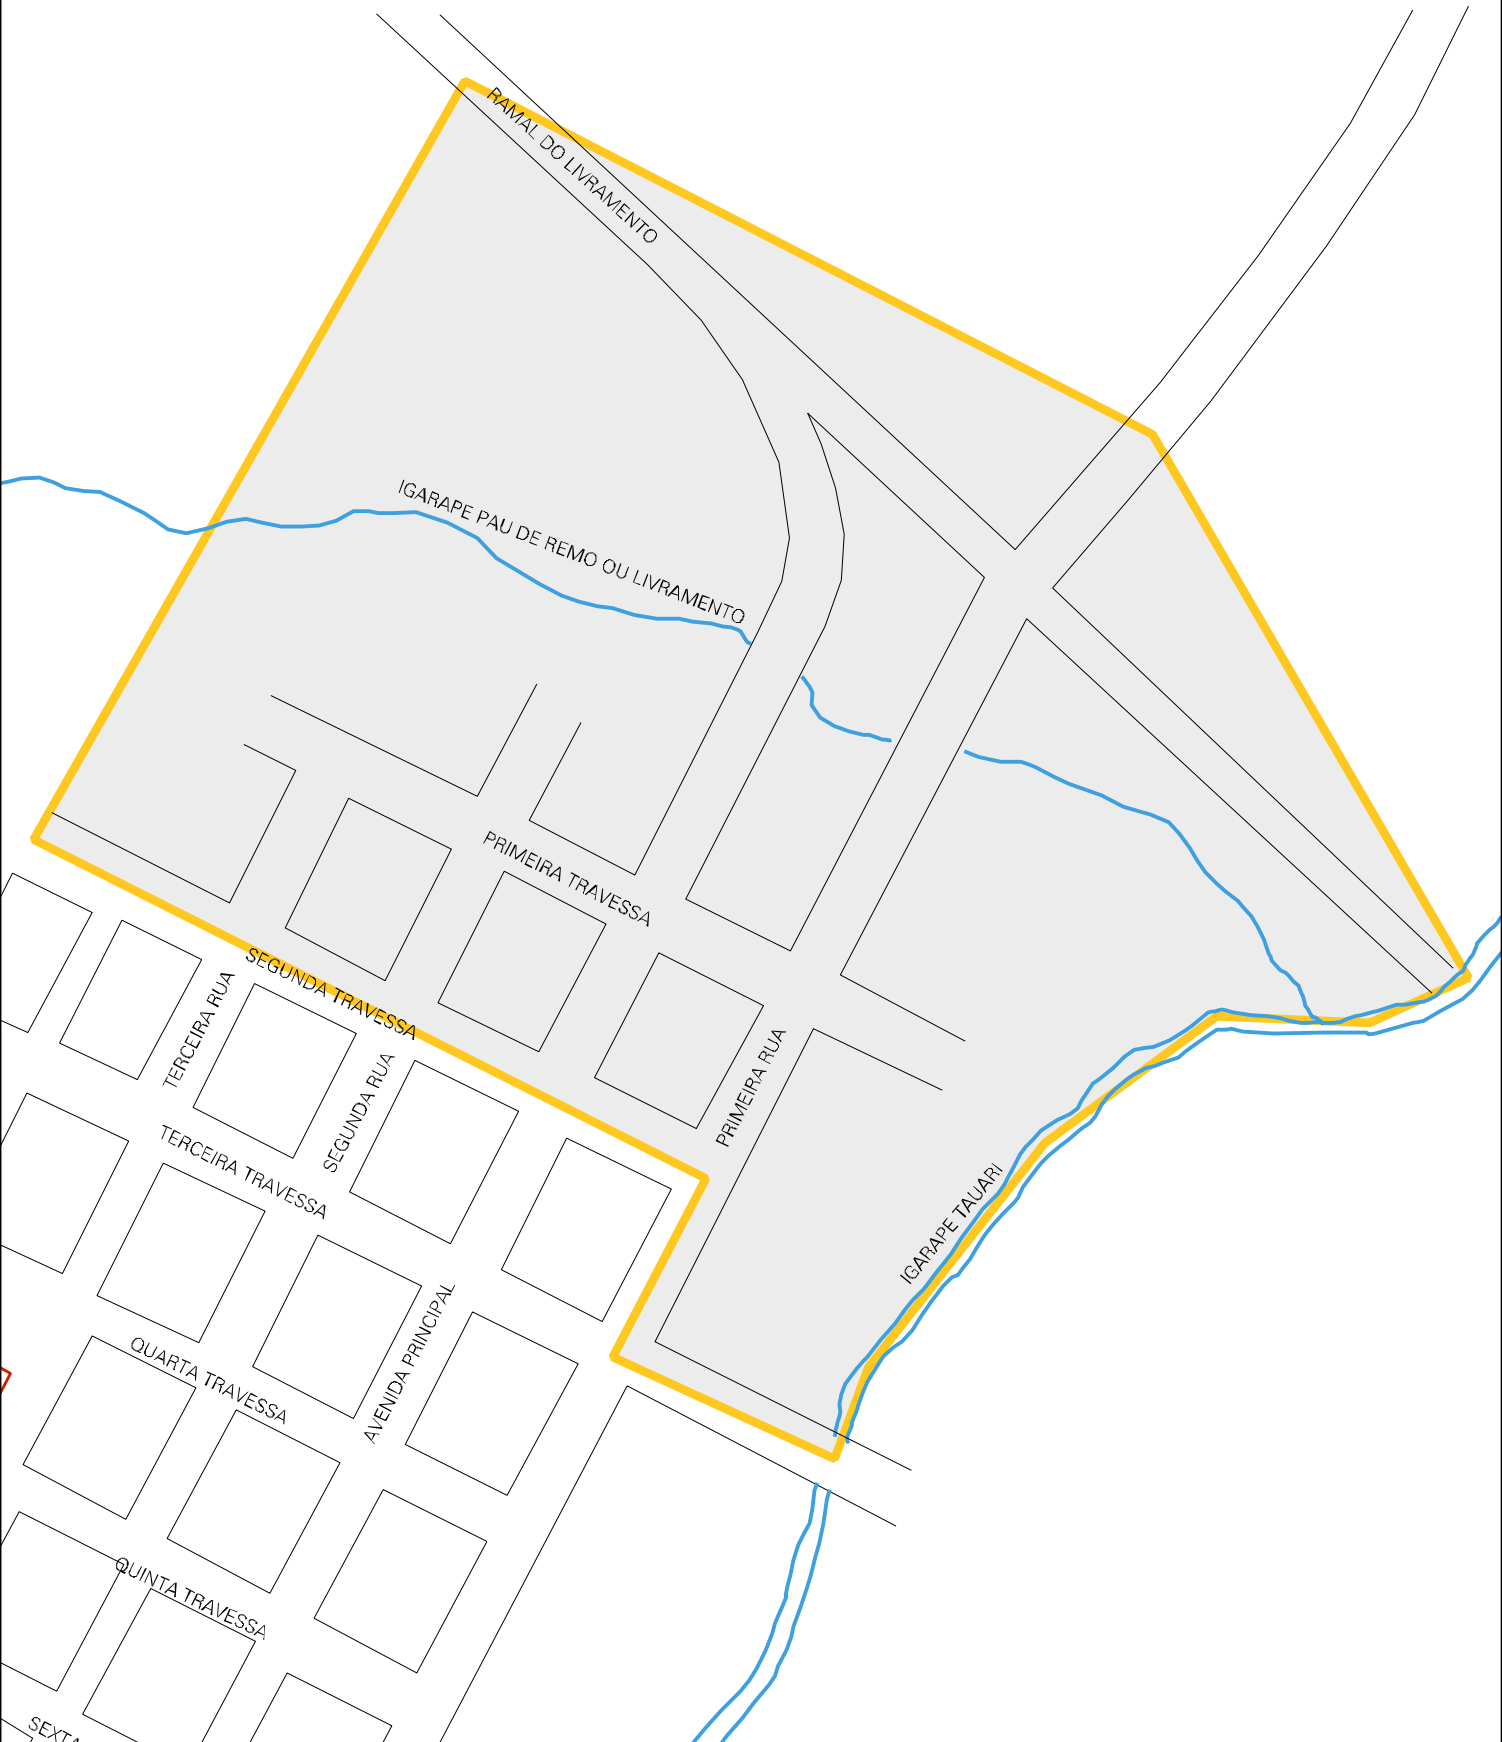 RAMAL DO LIVRAMENTO
IGARAPE PAU DE REMO OU LIVRAMENTO
PRIMEIRA TRAVESSA
SEGUNDA TRAVESSA
TERCEIRA RUA
SEGUNDA RUA
PRIMEIRA RUA
TERCEIRA TRAVESSA
IGARAPE TAUARI
AVENIDA PRINCIPAL
QUARTA TRAVESSA
QUINTA TRAVESSA
SEXTA